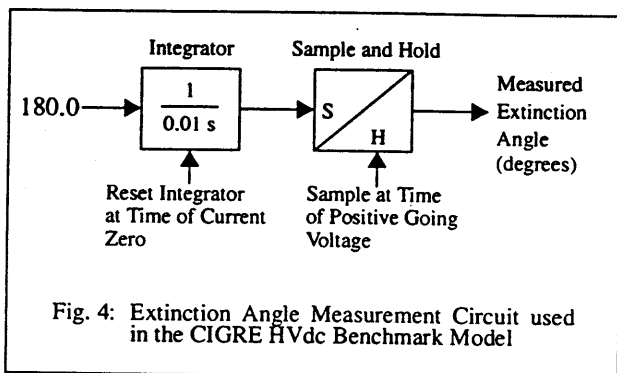 Integrator
Sample and Hold
180.0
1
0.01 s
S
H
Measured
Extinction
Angle
(degrees)
Reset Integrator
at Time of Current
Zero
Sample at Time
of Positive Going
Voltage
Fig. 4: Extinction Angle Measurement Circuit used
in the CIGRE HVdc Benchmark Model